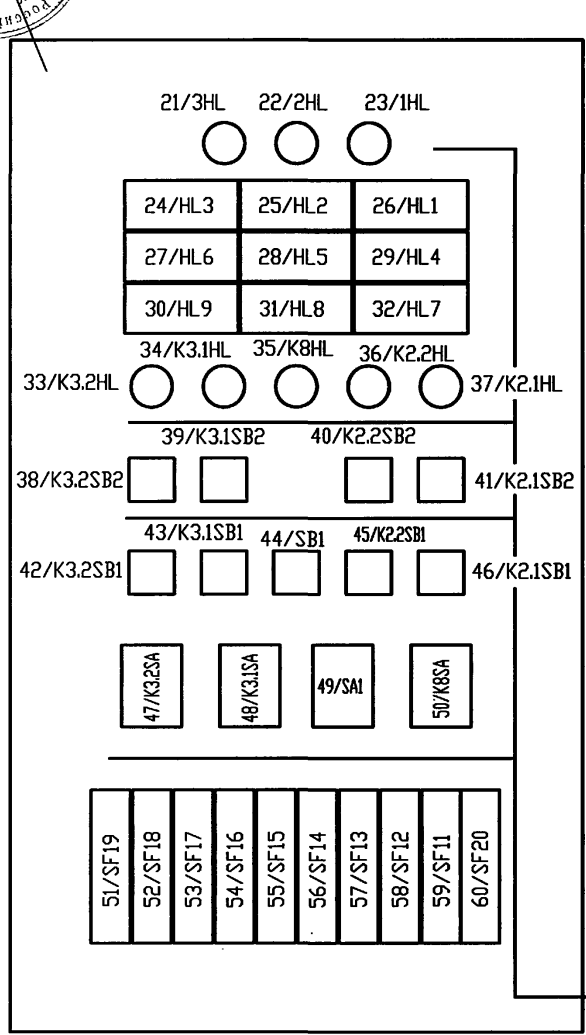 21/3HL 22/2HL 23/1HL
24/HL3 25/HL2 26/HL1
27/HL6 28/HL5 29/HL4
30/HL9 31/HL8 32/HL7
34/K3.1HL 35/K8HL 36/K2.2HL
33/K3.2HL 37/K2.1HL
39/K3.1SB2 40/K2.2SB2
38/K3.2SB2 41/K2.1SB2
43/K3.1SB1 44/SB1 45/K2.2SB1
42/K3.2SB1 46/K2.1SB1
47/K3.2SA 48/K3.1SA 49/SA1 50/K8SA
51/SF19 52/SF18 53/SF17 54/SF16 55/SF15 56/SF14 57/SF13 58/SF12 59/SF11 60/SF20